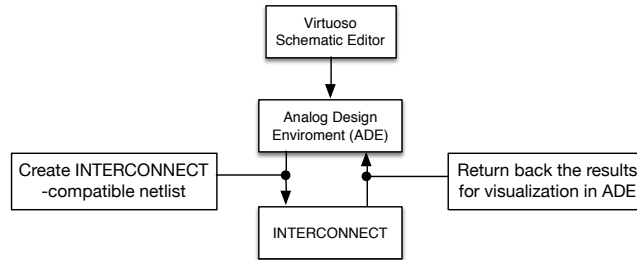 Virtuoso
Schematic Editor
Analog Design
Enviroment (ADE)
Create INTERCONNECT
-compatible netlist
Return back the results
for visualization in ADE
INTERCONNECT